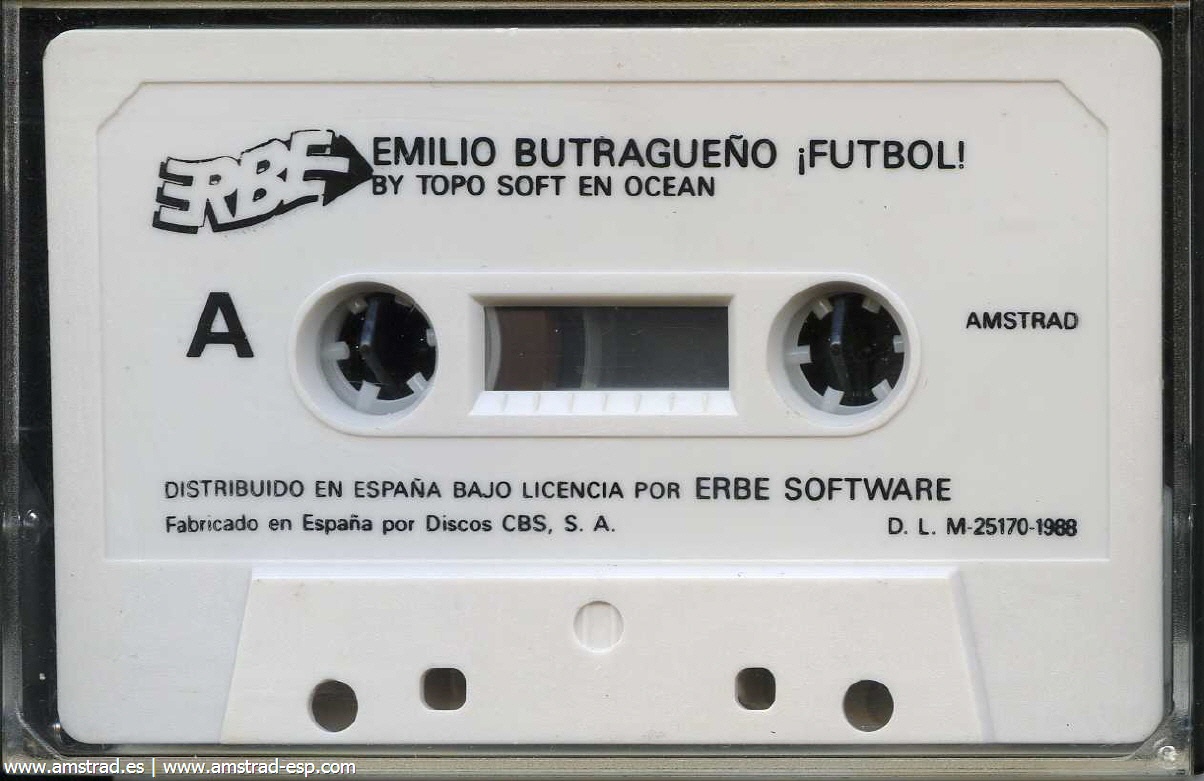 ERBE
EMILIO BUTRAGUEÑO ¡FUTBOL!
BY TOPO SOFT EN OCEAN
A
AMSTRAD
DISTRIBUIDO EN ESPAÑA BAJO LICENCIA POR ERBE SOFTWARE
Fabricado en España por Discos CBS, S. A.
D. L. M-25170-1988
www.amstrad.es | www.amstrad-esp.com